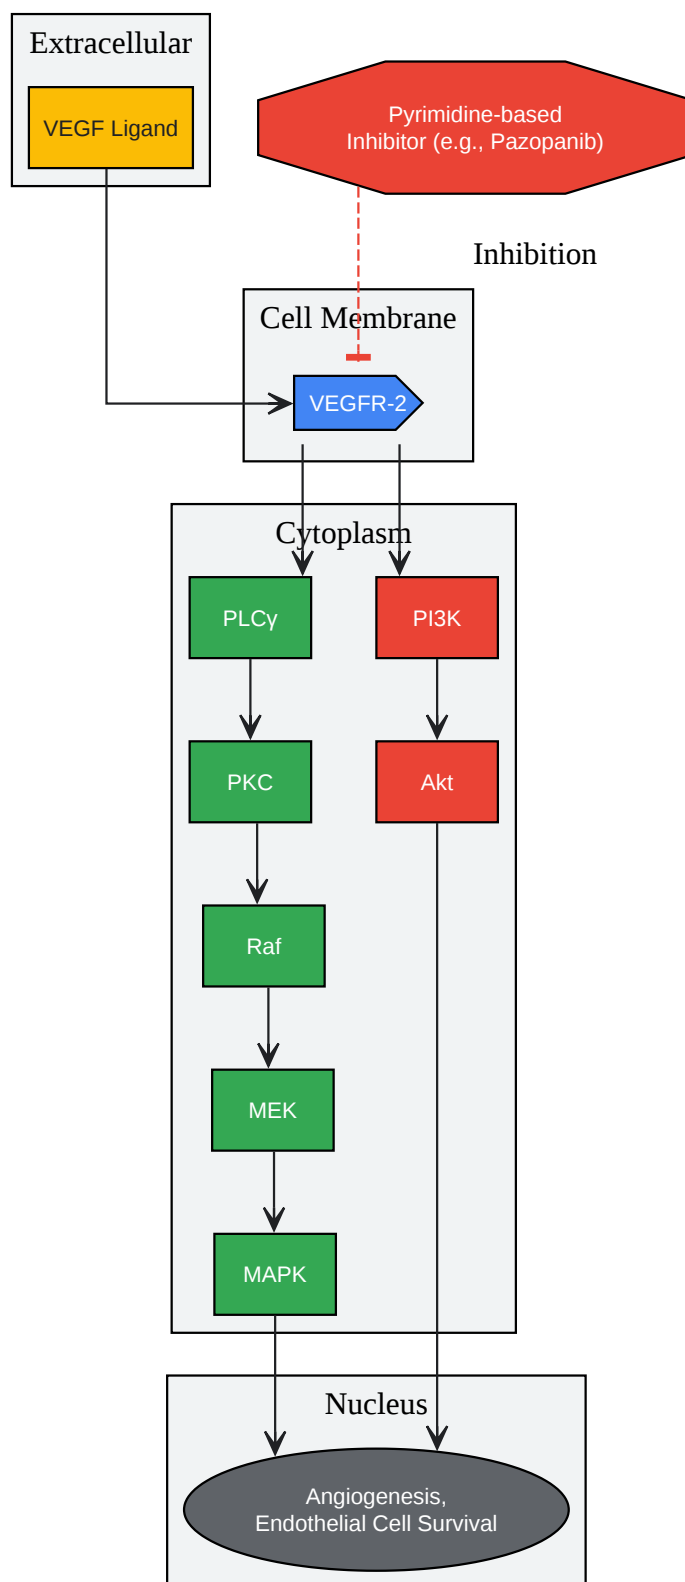 Extracellular
VEGF Ligand
Pyrimidine-based
Inhibitor (e.g., Pazopanib)
Inhibition
Cell Membrane
VEGFR-2
Cytoplasm
PLCγ
PI3K
PKC
Akt
Raf
MEK
MAPK
Nucleus
Angiogenesis,
Endothelial Cell Survival